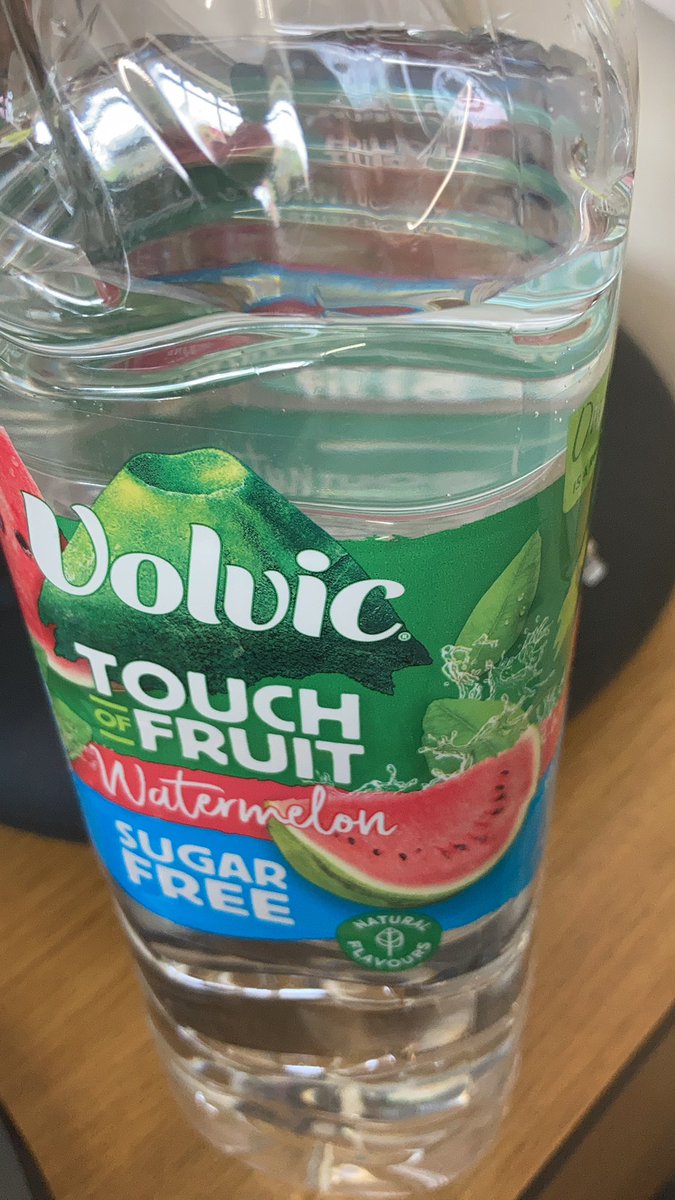 Volvic®
TOUCH
OF FRUIT
Watermelon
SUGAR
FREE
NATURAL
FLAVOURS